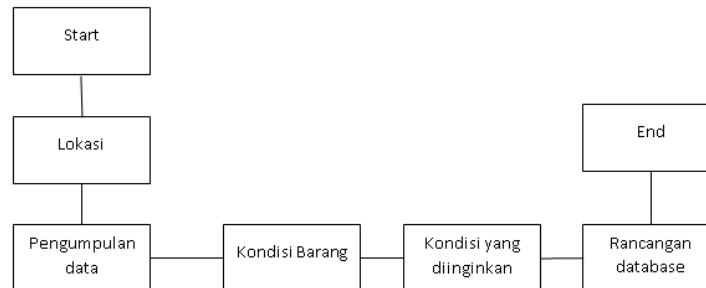 Start
Lokasi
Pengumpulan
data
Kondisi Barang
Kondisi yang
diinginkan
Rancangan
database
End